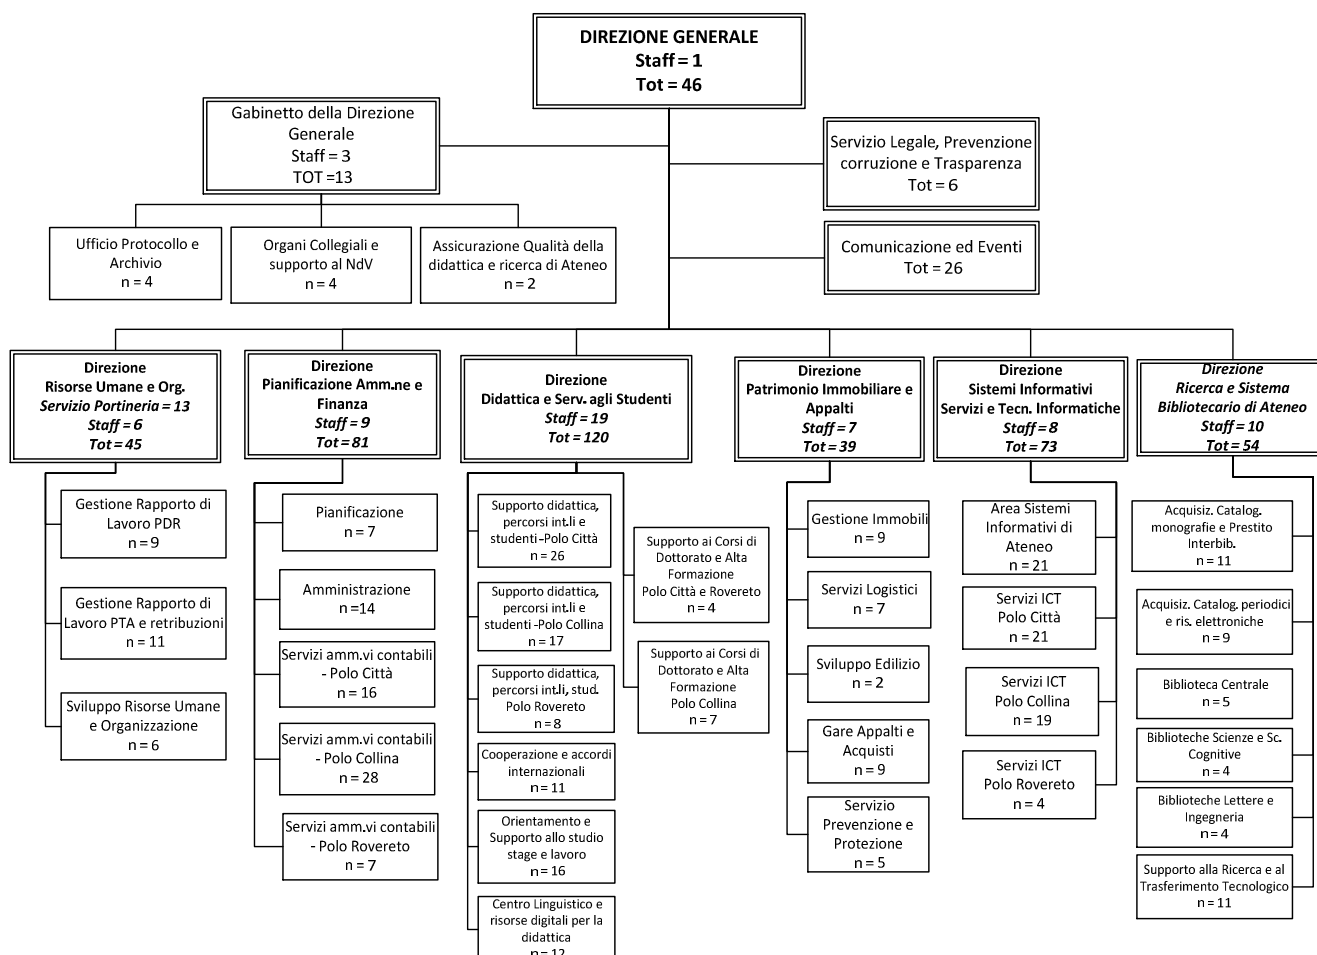 DIREZIONE GENERALE
Staff = 1
Tot = 46
Gabinetto della Direzione
Generale
Staff = 3
TOT =13
Servizio Legale, Prevenzione
corruzione e Trasparenza
Tot = 6
Comunicazione ed Eventi
Tot = 26
Ufficio Protocollo e
Archivio
n = 4
Organi Collegiali e
supporto al NdV
n = 4
Assicurazione Qualità della
didattica e ricerca di Ateneo
n = 2
Direzione
Risorse Umane e Org.
Servizio Portineria = 13
Staff = 6
Tot = 45
Direzione
Pianificazione Amm.ne e
Finanza
Staff = 9
Tot = 81
Direzione
Didattica e Serv. agli Studenti
Staff = 19
Tot = 120
Direzione
Patrimonio Immobiliare e
Appalti
Staff = 7
Tot = 39
Direzione
Sistemi Informativi
Servizi e Tecn. Informatiche
Staff = 8
Tot = 73
Direzione
Ricerca e Sistema
Bibliotecario di Ateneo
Staff = 10
Tot = 54
Gestione Rapporto di
Lavoro PDR
n = 9
Gestione Rapporto di
Lavoro PTA e retribuzioni
n = 11
Sviluppo Risorse Umane
e Organizzazione
n = 6
Pianificazione
n = 7
Amministrazione
n =14
Servizi amm.vi contabili
- Polo Città
n = 16
Servizi amm.vi contabili
- Polo Collina
n = 28
Servizi amm.vi contabili
- Polo Rovereto
n = 7
Supporto didattica,
percorsi int.li e
studenti -Polo Città
n = 26
Supporto didattica,
percorsi int.li e
studenti -Polo Collina
n = 17
Supporto didattica,
percorsi int.li, stud.
Polo Rovereto
n = 8
Cooperazione e accordi
internazionali
n = 11
Orientamento e
Supporto allo studio
stage e lavoro
n = 16
Centro Linguistico e
risorse digitali per la
didattica
n = 12
Supporto ai Corsi di
Dottorato e Alta
Formazione
Polo Città e Rovereto
n = 4
Supporto ai Corsi di
Dottorato e Alta
Formazione
Polo Collina
n = 7
Gestione Immobili
n = 9
Servizi Logistici
n = 7
Sviluppo Edilizio
n = 2
Gare Appalti e
Acquisti
n = 9
Servizio
Prevenzione e
Protezione
n = 5
Area Sistemi
Informativi di
Ateneo
n = 21
Servizi ICT
Polo Città
n = 21
Servizi ICT
Polo Collina
n = 19
Servizi ICT
Polo Rovereto
n = 4
Acquisiz. Catalog.
monografie e Prestito
Interbib.
n = 11
Acquisiz. Catalog. periodici
e ris. elettroniche
n = 9
Biblioteca Centrale
n = 5
Biblioteche Scienze e Sc.
Cognitive
n = 4
Biblioteche Lettere e
Ingegneria
n = 4
Supporto alla Ricerca e al
Trasferimento Tecnologico
n = 11